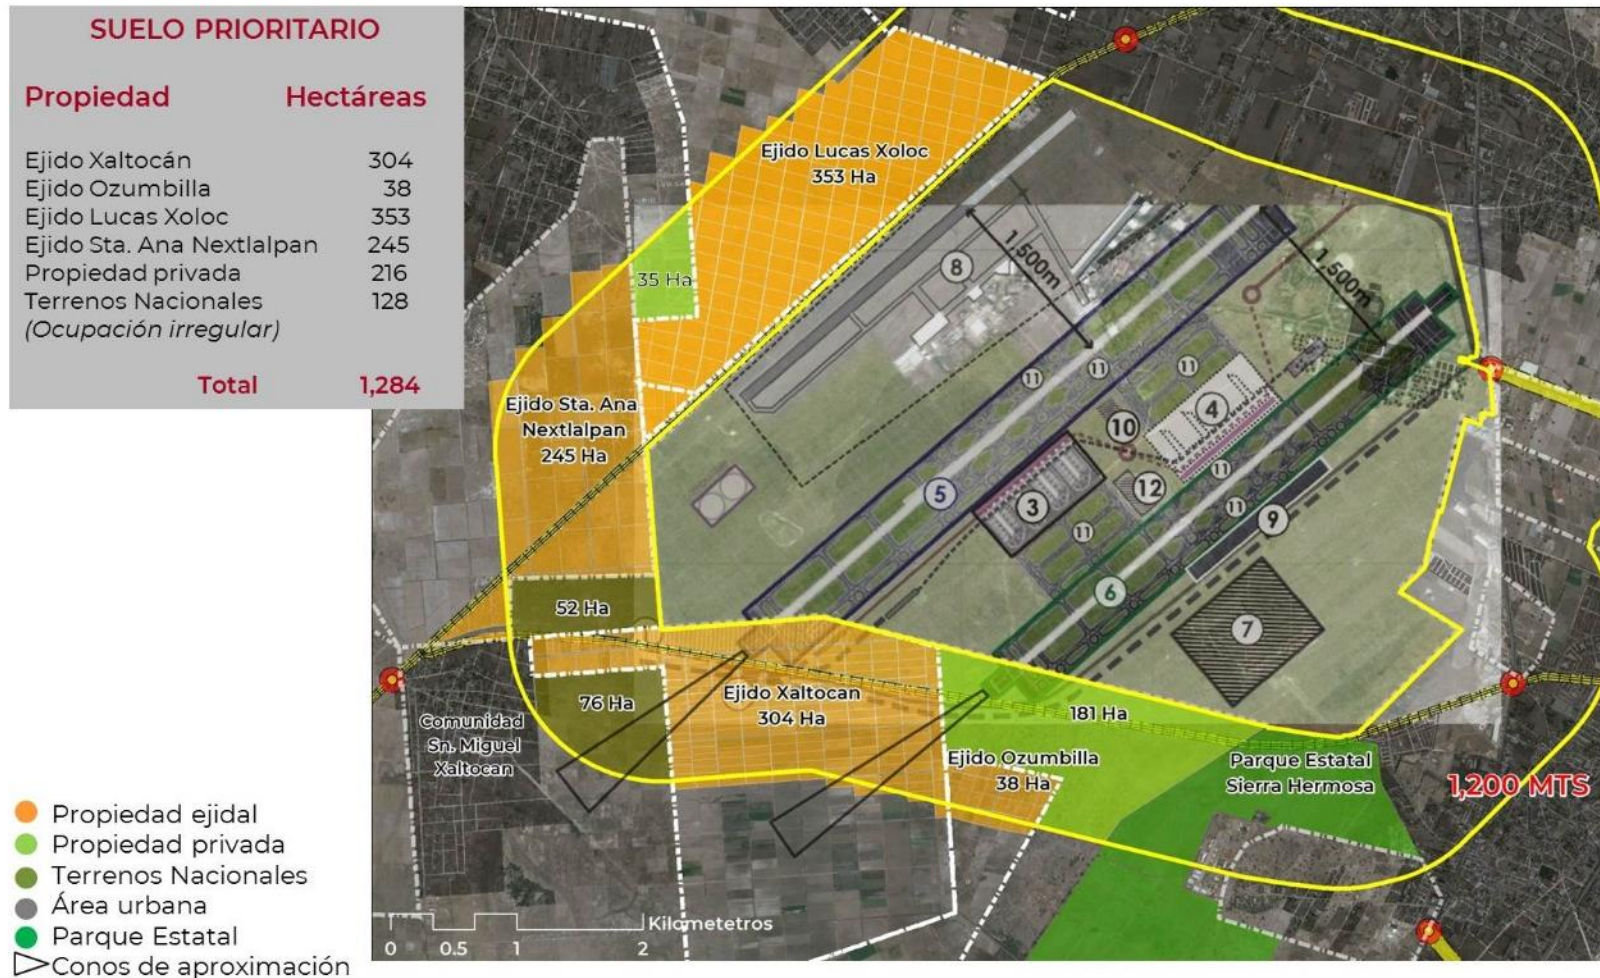 SUELO PRIORITARIO
Propiedad Hectáreas
Ejido Xaltocán 304
Ejido Ozumbilla 38
Ejido Lucas Xoloc 353
Ejido Sta. Ana Nextlalpan 245
Propiedad privada 216
Terrenos Nacionales 128
(Ocupación irregular)
Total 1,284
Ejido Lucas Xoloc
353 Ha
35 Ha
8
1,500m
1,500m
11
11
11
4
10
Ejido Sta. Ana
Nextlalpan
245 Ha
5
3
12
11
11
11
9
6
7
52 Ha
76 Ha
Ejido Xaltocan
304 Ha
181 Ha
Comunidad
Sn. Miguel
Xaltocan
Ejido Ozumbilla
38 Ha
Parque Estatal
Sierra Hermosa
1,200 MTS
Propiedad ejidal
Propiedad privada
Terrenos Nacionales
Área urbana
Parque Estatal
Conos de aproximación
Kilometetros
0 0.5 1 2